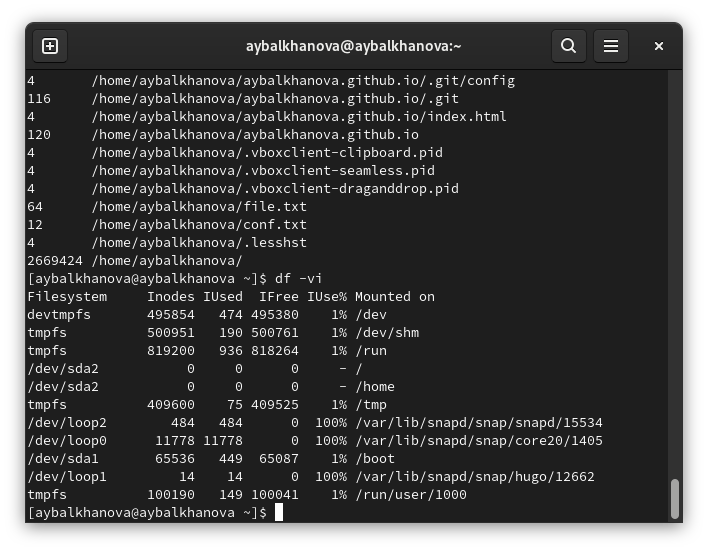 aybalkhanova@aybalkhanova:~
4       /home/aybalkhanova/aybalkhanova.github.io/.git/config
116     /home/aybalkhanova/aybalkhanova.github.io/.git
4       /home/aybalkhanova/aybalkhanova.github.io/index.html
120     /home/aybalkhanova/aybalkhanova.github.io
4       /home/aybalkhanova/.vboxclient-clipboard.pid
4       /home/aybalkhanova/.vboxclient-seamless.pid
4       /home/aybalkhanova/.vboxclient-draganddrop.pid
64      /home/aybalkhanova/file.txt
12      /home/aybalkhanova/conf.txt
4       /home/aybalkhanova/.lesshst
2669424 /home/aybalkhanova/
[aybalkhanova@aybalkhanova ~]$ df -vi
Filesystem     Inodes IUsed  IFree IUse% Mounted on
devtmpfs       495854   474 495380    1% /dev
tmpfs          500951   190 500761    1% /dev/shm
tmpfs          819200   936 818264    1% /run
/dev/sda2           0     0      0     - /
/dev/sda2           0     0      0     - /home
tmpfs          409600    75 409525    1% /tmp
/dev/loop2        484   484      0  100% /var/lib/snapd/snap/snapd/15534
/dev/loop0      11778 11778      0  100% /var/lib/snapd/snap/core20/1405
/dev/sda1       65536   449  65087    1% /boot
/dev/loop1         14    14      0  100% /var/lib/snapd/snap/hugo/12662
tmpfs          100190   149 100041    1% /run/user/1000
[aybalkhanova@aybalkhanova ~]$